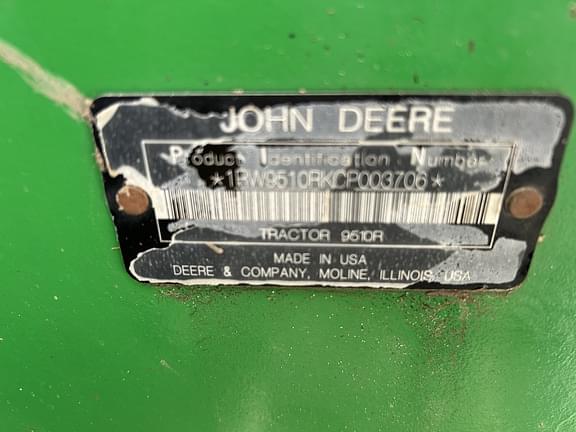 JOHN DEERE
Product Identification Number
*1RW9510RKCP003706*
TRACTOR 9510R
MADE IN USA
DEERE & COMPANY, MOLINE, ILLINOIS, USA